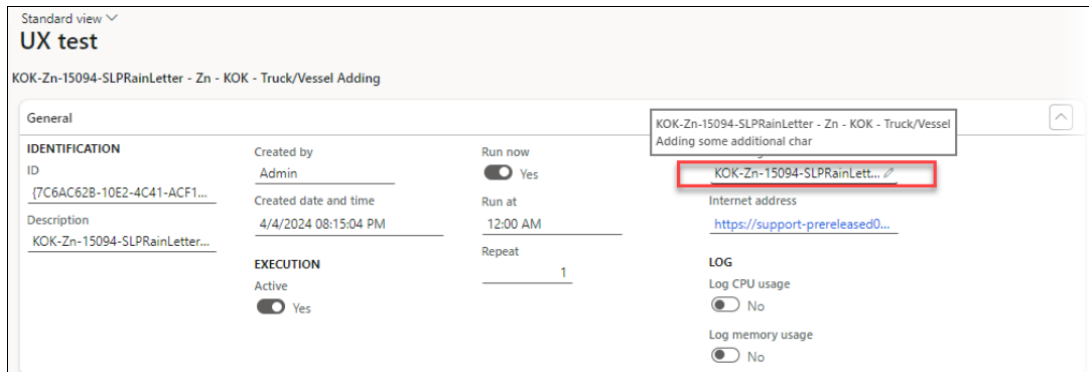 Standard view
UX test
KOK-Zn-15094-SLPRainLetter - Zn - KOK - Truck/Vessel Adding
General
IDENTIFICATION
ID
{7C6AC62B-10E2-4C41-ACF1...
Description
KOK-Zn-15094-SLPRainLetter...
Created by
Admin
Created date and time
4/4/2024 08:15:04 PM
EXECUTION
Active
Yes
Run now
Yes
Run at
12:00 AM
Repeat
1
KOK-Zn-15094-SLPRainLetter - Zn - KOK - Truck/Vessel
Adding some additional char
KOK-Zn-15094-SLPRainLett...
Internet address
https://support-prereleased0...
LOG
Log CPU usage
No
Log memory usage
No